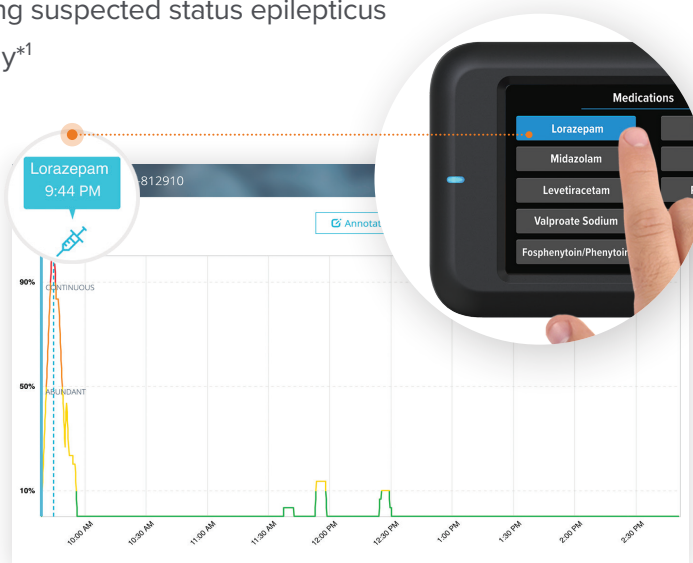 ng suspected status epilepticus
y*1
Medications
Lorazepam
Midazolam
Levetiracetam
Valproate Sodium
Fosphenytoin/Phenytoin
Lorazepam
9:44 PM
-812910
Annotat
90%
CONTINUOUS
50%
ABUNDANT
10%
10:00 AM
10:30 AM
11:00 AM
11:30 AM
12:00 PM
12:30 PM
1:00 PM
1:30 PM
2:00 PM
2:30 PM